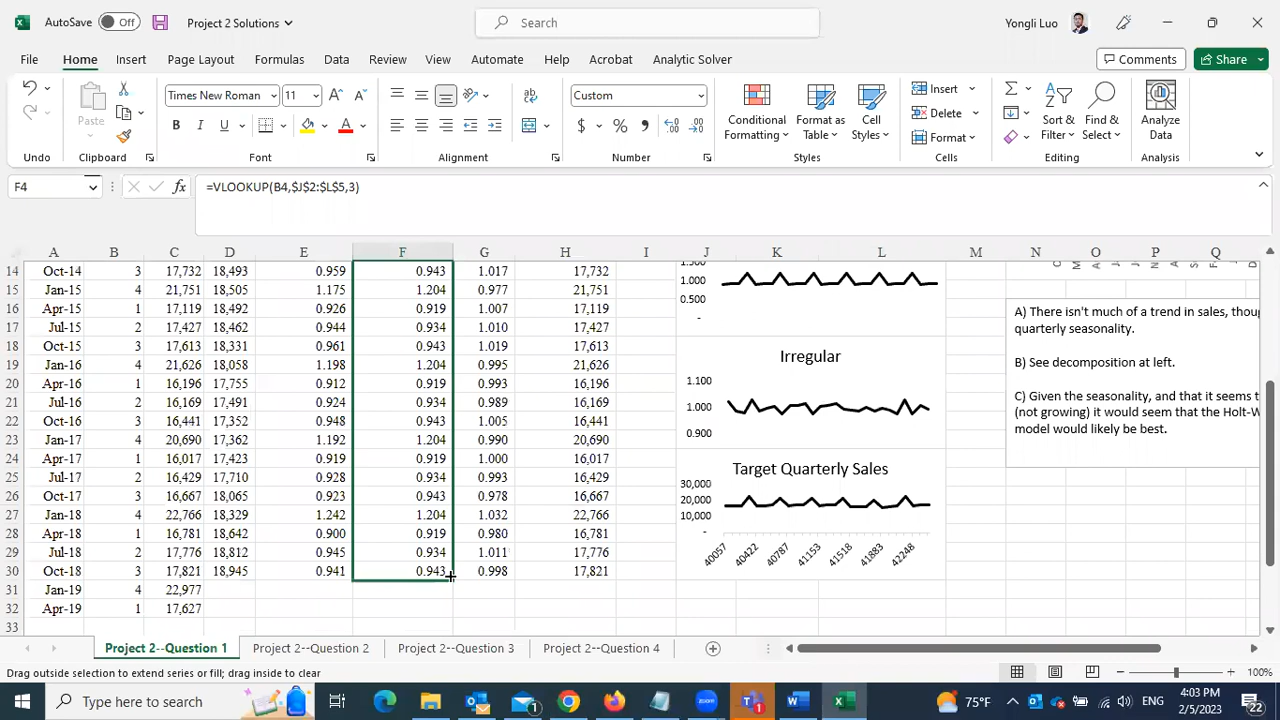 AutoSave Off Project 2 Solutions Search Yongli Luo
File Home Insert Page Layout Formulas Data Review View Automate Help Acrobat Analytic Solver Comments Share
Paste Times New Roman 11 B I U A Custom $ % Conditional Formatting Format as Table Cell Styles Insert Delete Format Sort & Filter Find & Select Analyze Data
Undo Clipboard Font Alignment Number Styles Cells Editing Analysis
F4 fx =VLOOKUP(B4,$J$2:$L$5,3)
A B C D E F G H I J K L M N O P Q
14 Oct-14 3 17,732 18,493 0.959 0.943 1.017 17,732
15 Jan-15 4 21,751 18,505 1.175 1.204 0.977 21,751
16 Apr-15 1 17,119 18,492 0.926 0.919 1.007 17,119
17 Jul-15 2 17,427 18,462 0.944 0.934 1.010 17,427
18 Oct-15 3 17,613 18,331 0.961 0.943 1.019 17,613
19 Jan-16 4 21,626 18,058 1.198 1.204 0.995 21,626
20 Apr-16 1 16,196 17,755 0.912 0.919 0.993 16,196
21 Jul-16 2 16,169 17,491 0.924 0.934 0.989 16,169
22 Oct-16 3 16,441 17,352 0.948 0.943 1.005 16,441
23 Jan-17 4 20,690 17,362 1.192 1.204 0.990 20,690
24 Apr-17 1 16,017 17,423 0.919 0.919 1.000 16,017
25 Jul-17 2 16,429 17,710 0.928 0.934 0.993 16,429
26 Oct-17 3 16,667 18,065 0.923 0.943 0.978 16,667
27 Jan-18 4 22,766 18,329 1.242 1.204 1.032 22,766
28 Apr-18 1 16,781 18,642 0.900 0.919 0.980 16,781
29 Jul-18 2 17,776 18,812 0.945 0.934 1.011 17,776
30 Oct-18 3 17,821 18,945 0.941 0.943 0.998 17,821
31 Jan-19 4 22,977
32 Apr-19 1 17,627
33
1.500
1.000
0.500
-
Irregular
1.100
1.000
0.900
Target Quarterly Sales
30,000
20,000
10,000
-
40057 40422 40787 41153 41518 41883 42248
A) There isn't much of a trend in sales, thou
quarterly seasonality.
B) See decomposition at left.
C) Given the seasonality, and that it seems t
(not growing) it would seem that the Holt-W
model would likely be best.
Project 2--Question 1 Project 2--Question 2 Project 2--Question 3 Project 2--Question 4
Drag outside selection to extend series or fill; drag inside to clear 100%
Type here to search 75°F ENG 4:03 PM
2/5/2023 22